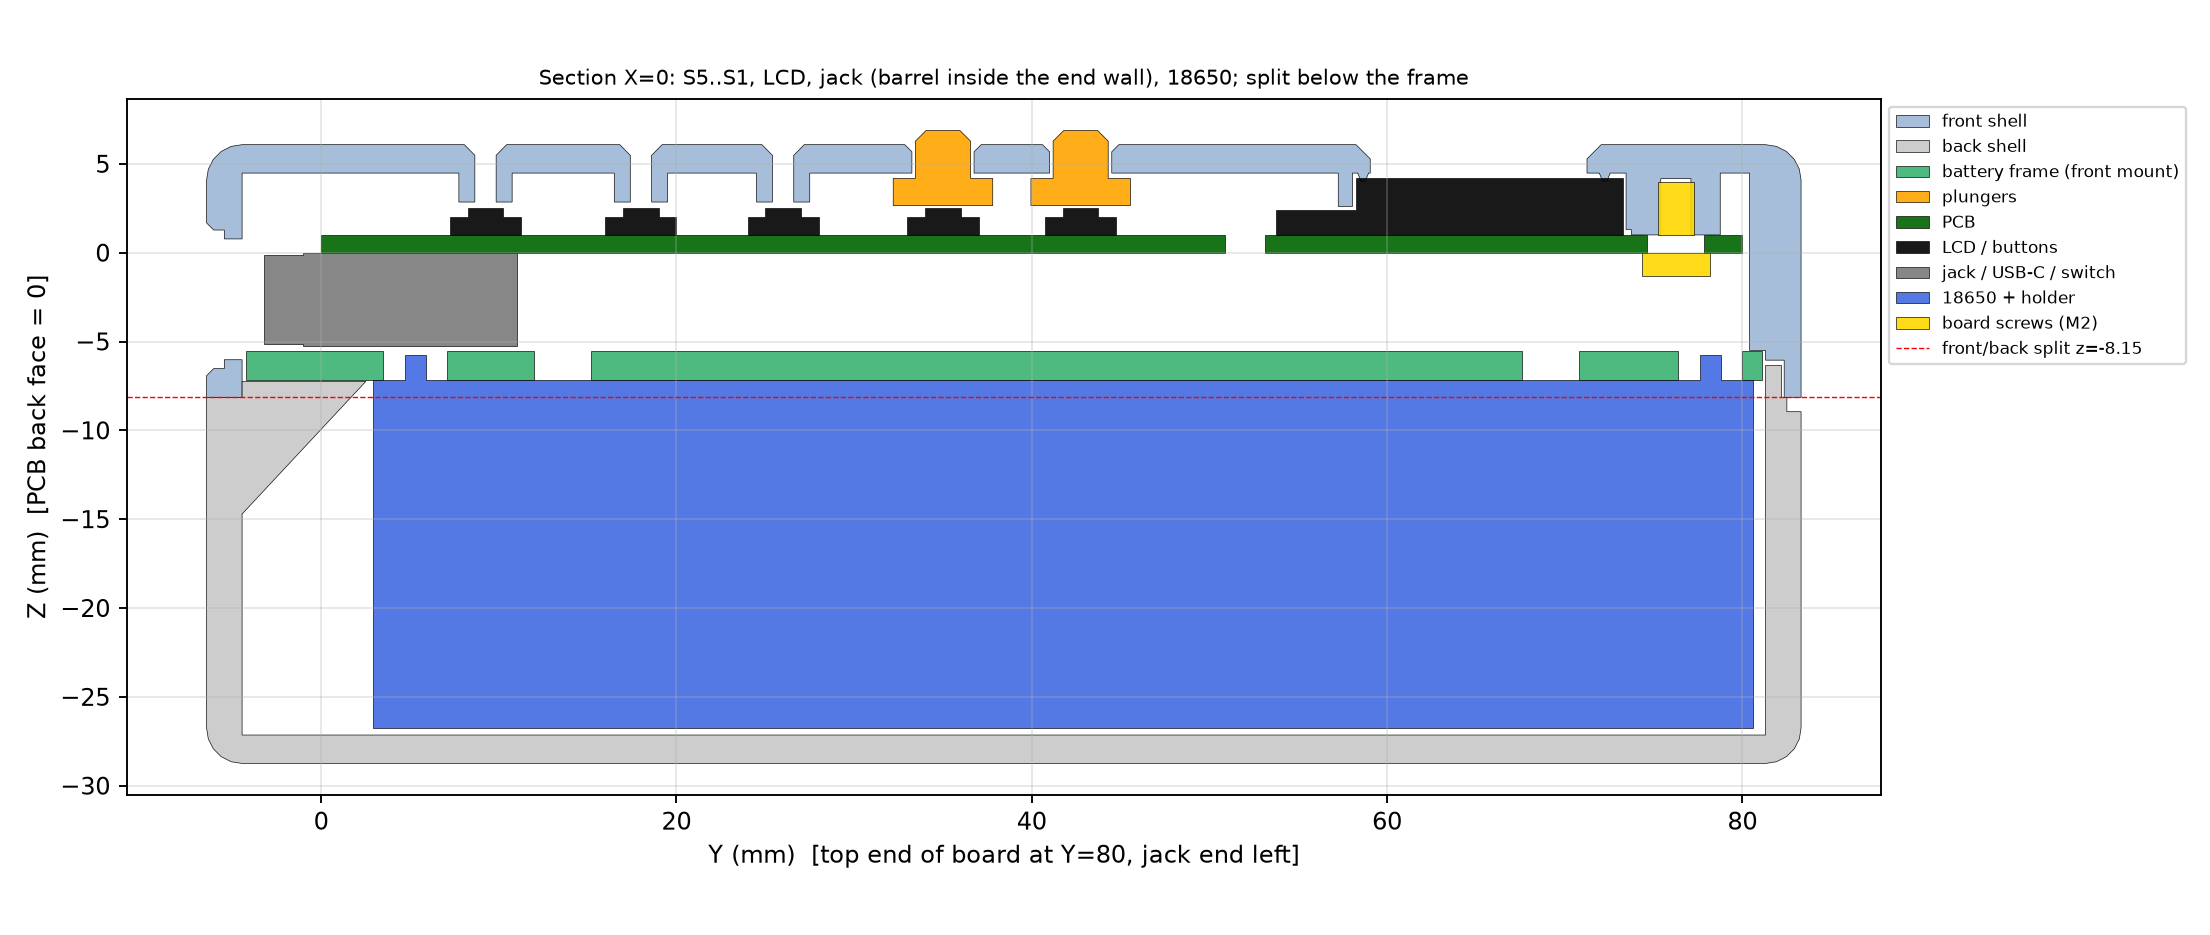 Section X=0: S5..S1, LCD, jack (barrel inside the end wall), 18650; split below the frame
front shell
back shell
battery frame (front mount)
plungers
PCB
LCD / buttons
jack / USB-C / switch
18650 + holder
board screws (M2)
front/back split z=-8.15
Z (mm)  [PCB back face = 0]
5
0
−5
−10
−15
−20
−25
−30
0
20
40
60
80
Y (mm)  [top end of board at Y=80, jack end left]